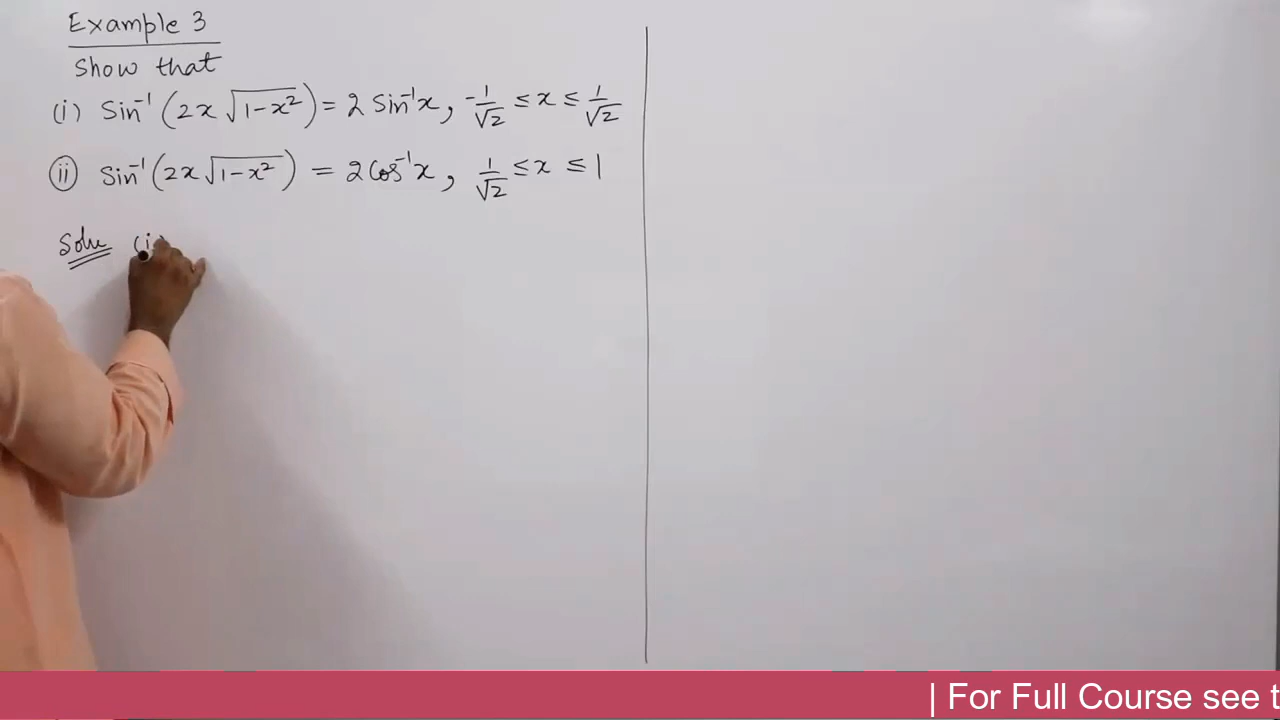 Example 3
Show that
(i) Sin⁻¹(2x√(1-x²)) = 2 Sin⁻¹x, -1/√2 ≤ x ≤ 1/√2
(ii) Sin⁻¹(2x√(1-x²)) = 2 Cos⁻¹x, 1/√2 ≤ x ≤ 1
Soln (i)
| For Full Course see t